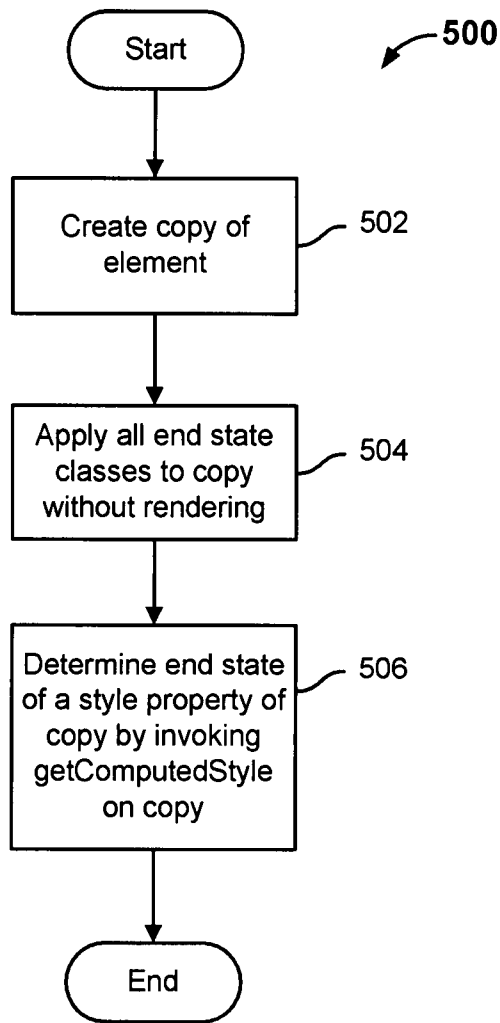 Start
500
Create copy of
element
502
Apply all end state
classes to copy
without rendering
504
Determine end state
of a style property of
copy by invoking
getComputedStyle
on copy
506
End